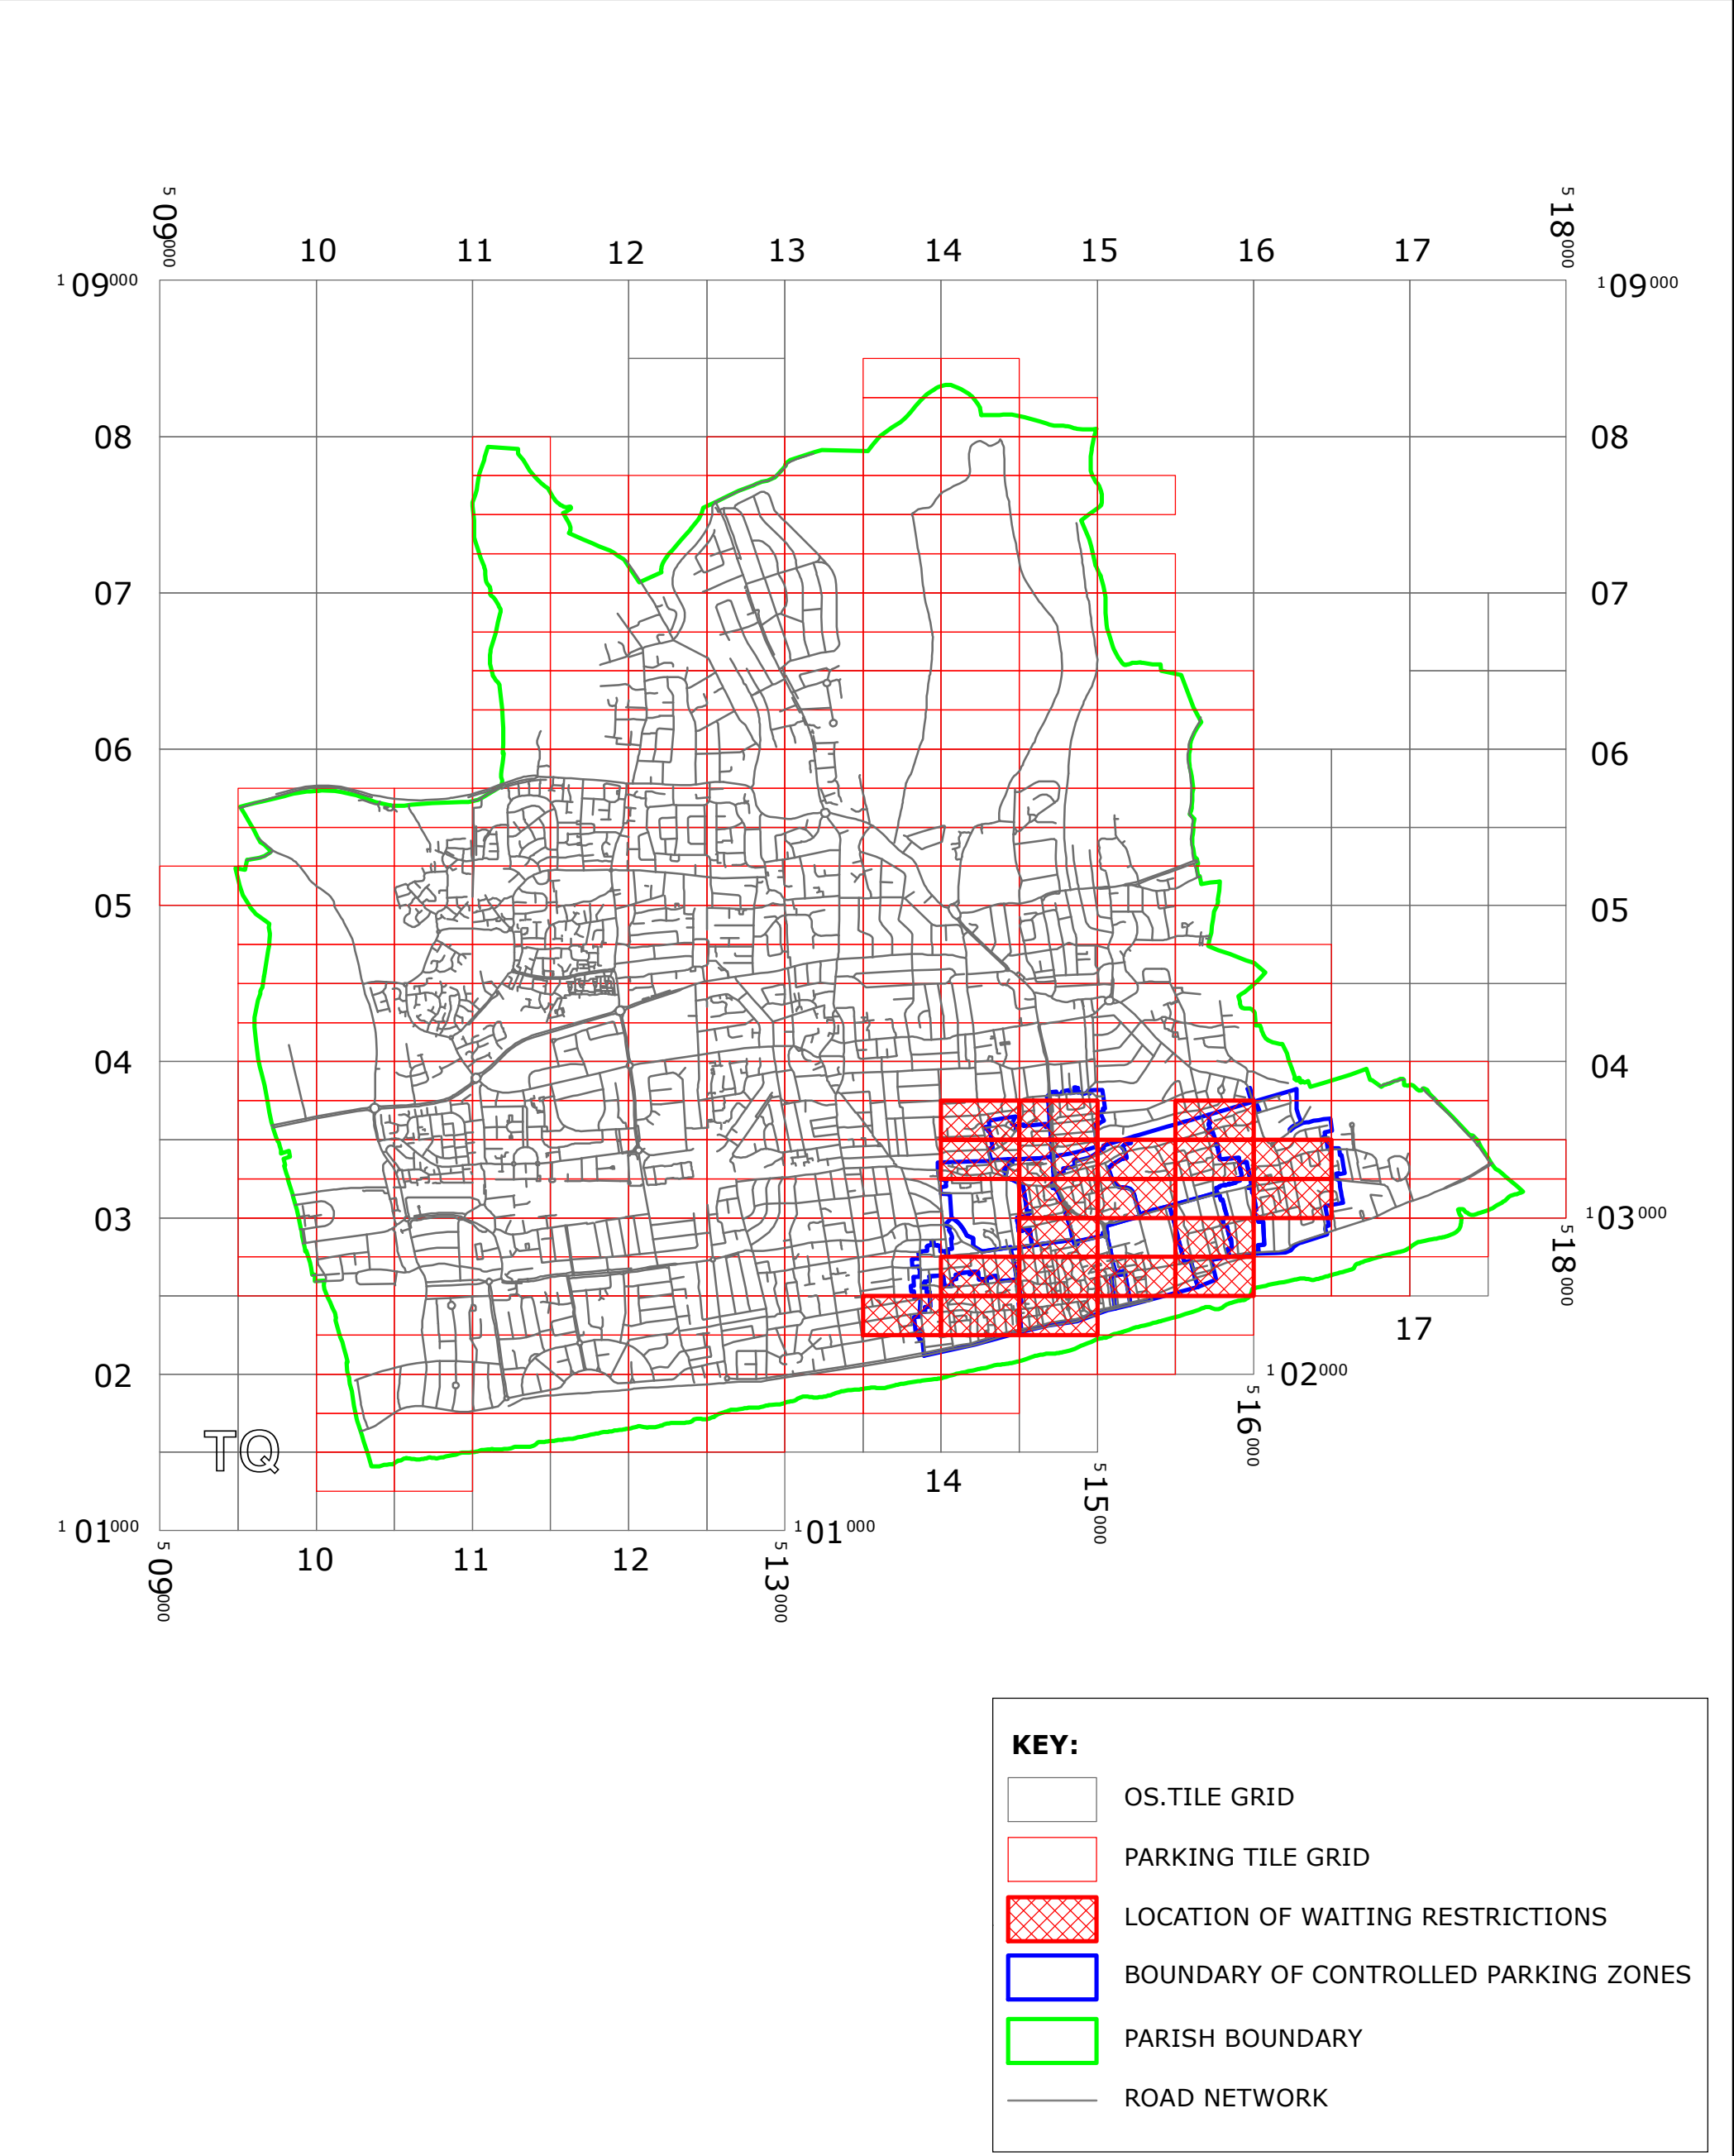 5 09000
5 18000
10 11 12 13 14 15 16 17
1 09000
1 09000
08
08
07
07
06
06
05
05
04
04
03
1 03000
5 18000
17
02
1 02000
5 16000
TQ
14
5 15000
1 01000
1 01000
5 09000
10 11 12
5 13000
KEY:
OS.TILE GRID
PARKING TILE GRID
LOCATION OF WAITING RESTRICTIONS
BOUNDARY OF CONTROLLED PARKING ZONES
PARISH BOUNDARY
ROAD NETWORK